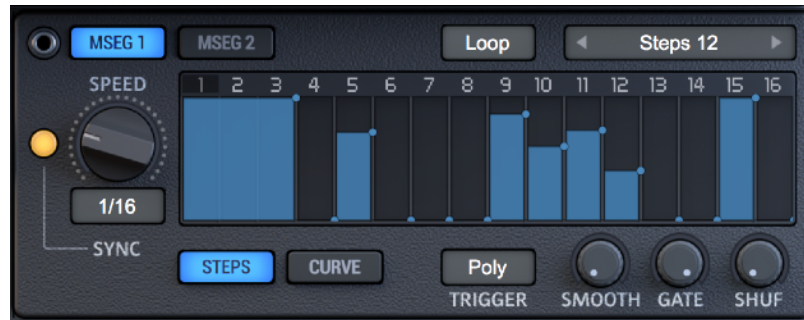 MSEG 1 MSEG 2 Loop Steps 12
SPEED 1 2 3 4 5 6 7 8 9 10 11 12 13 14 15 16
1/16
SYNC STEPS CURVE Poly
TRIGGER SMOOTH GATE SHUF